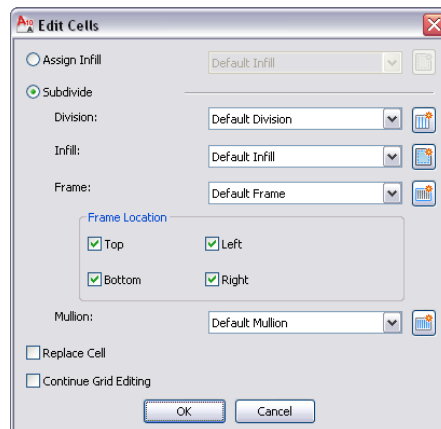 Edit Cells
Assign Infill Default Infill
Subdivide
Division: Default Division
Infill: Default Infill
Frame: Default Frame
Frame Location
Top Left
Bottom Right
Mullion: Default Mullion
Replace Cell
Continue Grid Editing
OK Cancel